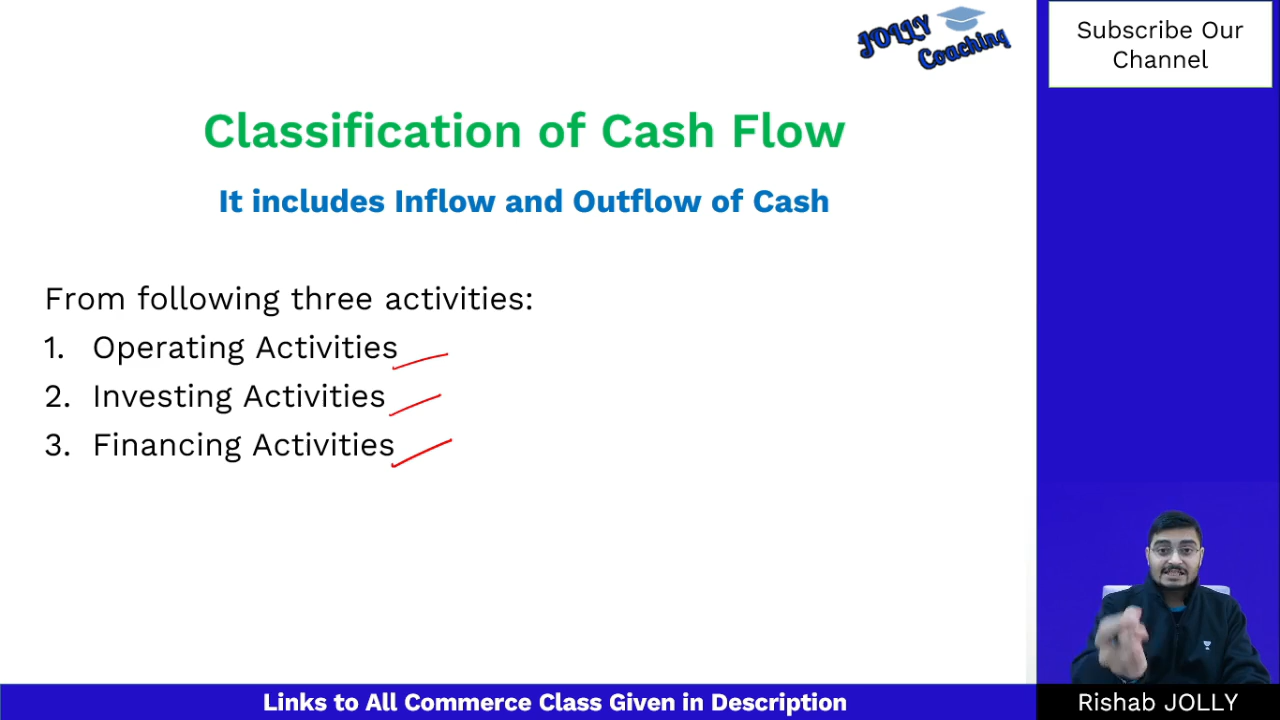 JOLLY
Coaching
Subscribe Our
Channel
Classification of Cash Flow
It includes Inflow and Outflow of Cash
From following three activities:
1. Operating Activities
2. Investing Activities
3. Financing Activities
Links to All Commerce Class Given in Description
Rishab JOLLY